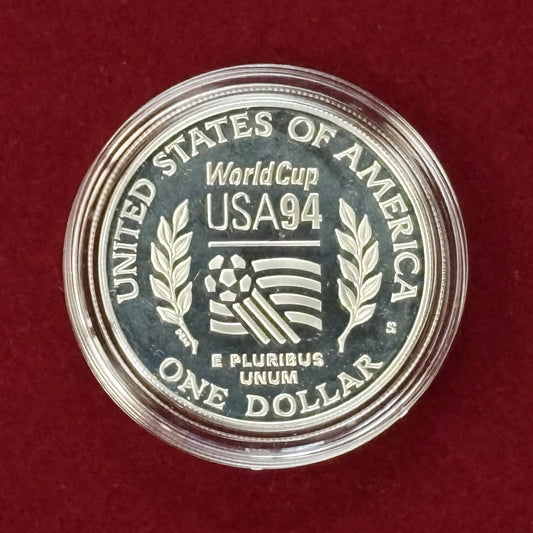 UNITED STATES OF AMERICA
WorldCup
USA94
E PLURIBUS
UNUM
ONE DOLLAR
S